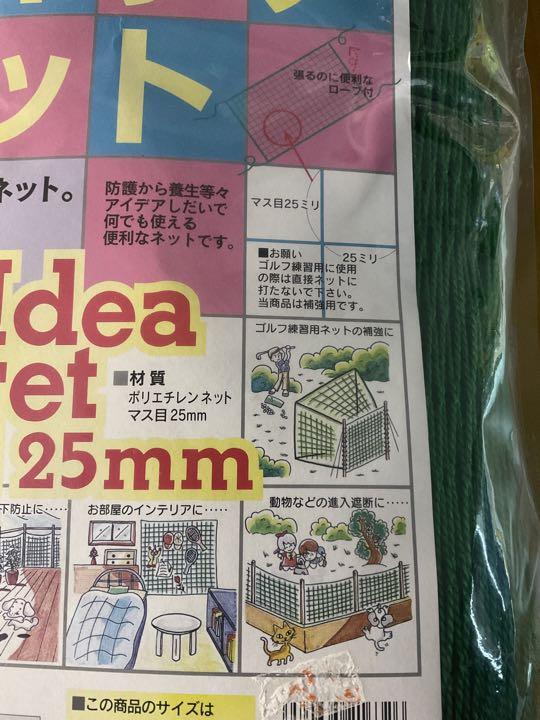 ット
張るのに便利な
ロープ付
ネット。
防護から養生等々
アイデアしだいで
何でも使える
便利なネットです。
マス目25ミリ
25ミリ
■お願い
ゴルフ練習用に使用
の際は直接ネットに
打たないで下さい。
当商品は補強用です。
Idea
ret
25mm
■材質
ポリエチレンネット
マス目25mm
ゴルフ練習用ネットの補強に
下防止に‥‥
お部屋のインテリアに‥‥
動物などの進入遮断に‥‥
■この商品のサイズは